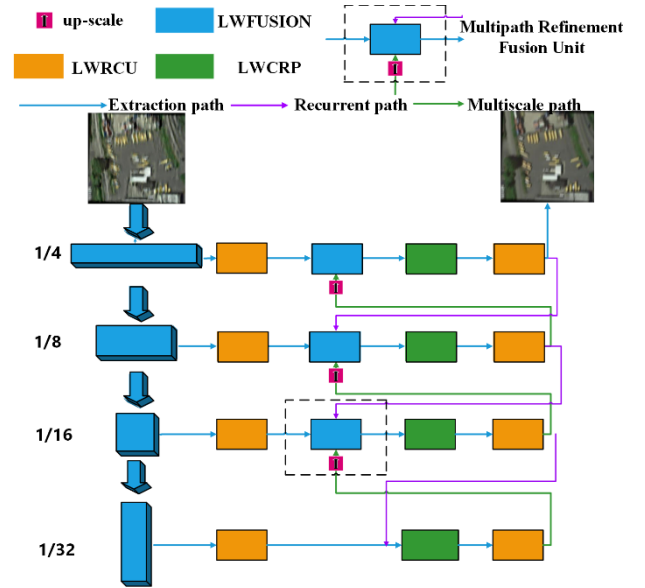 up-scale
LWFUSION
Multipath Refinement
Fusion Unit
LWRCU
LWCRP
Extraction path
Recurrent path
Multiscale path
1/4
1/8
1/16
1/32